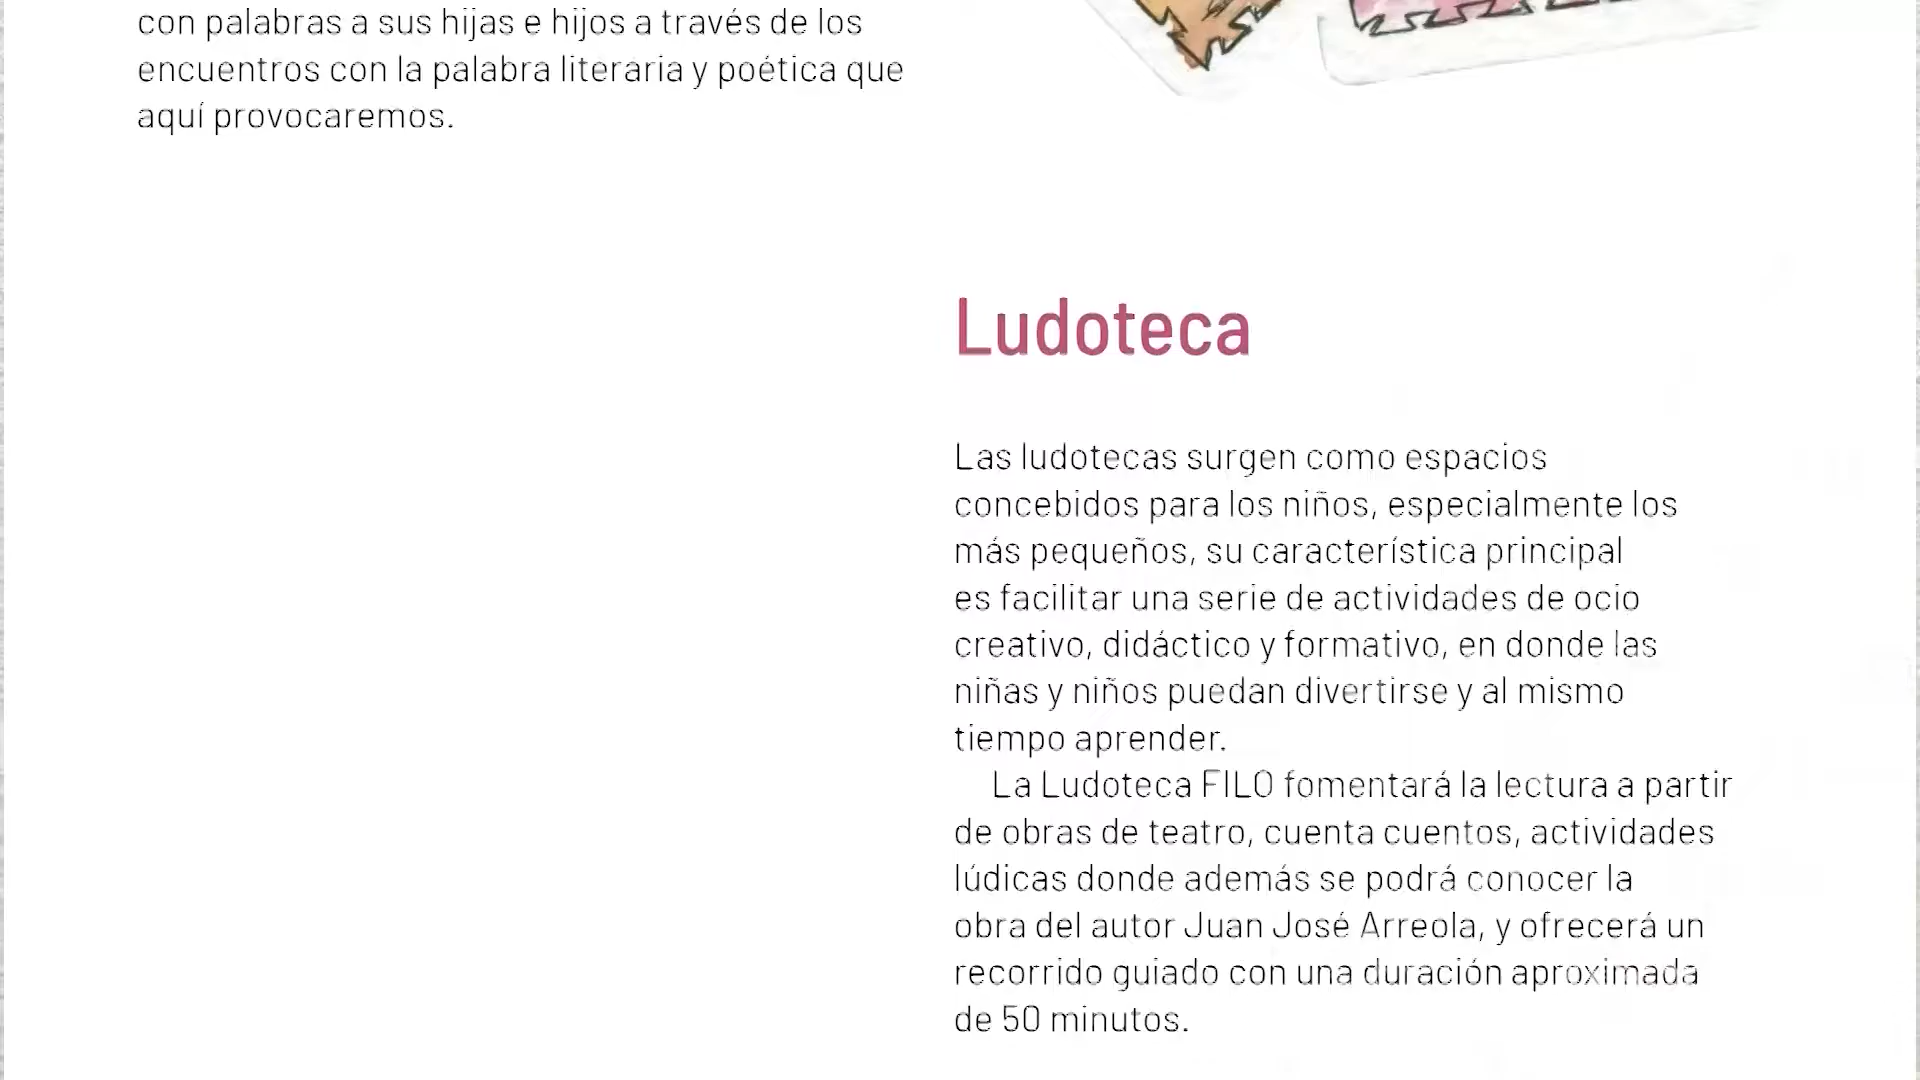 con palabras a sus hijas e hijos a través de los
encuentros con la palabra literaria y poética que
aquí provocaremos.
Ludoteca
Las ludotecas surgen como espacios
concebidos para los niños, especialmente los
más pequeños, su característica principal
es facilitar una serie de actividades de ocio
creativo, didáctico y formativo, en donde las
niñas y niños puedan divertirse y al mismo
tiempo aprender.
La Ludoteca FILO fomentará la lectura a partir
de obras de teatro, cuenta cuentos, actividades
lúdicas donde además se podrá conocer la
obra del autor Juan José Arreola, y ofrecerá un
recorrido guiado con una duración aproximada
de 50 minutos.